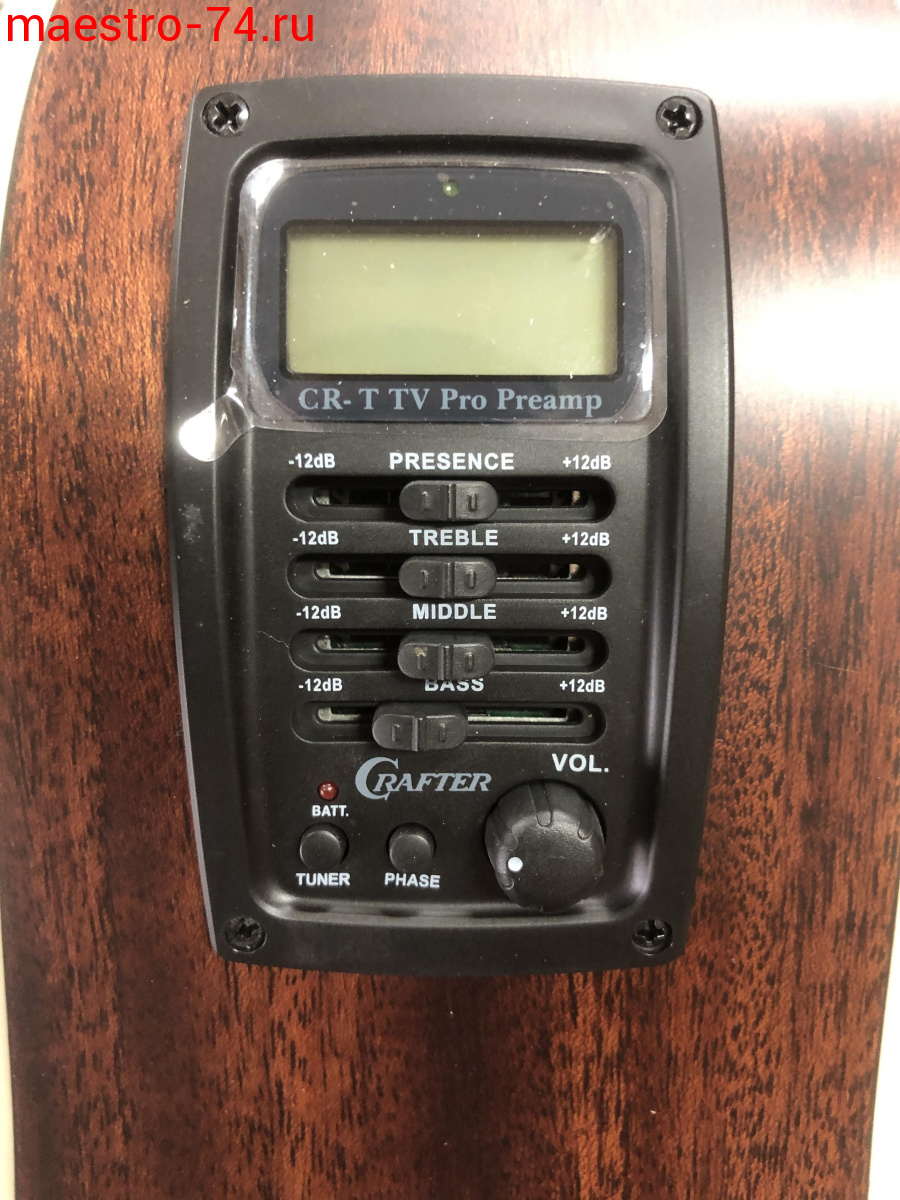 maestro-74.ru
CR- T TV Pro Preamp
-12dB PRESENCE +12dB
-12dB TREBLE +12dB
-12dB MIDDLE +12dB
-12dB BASS +12dB
VOL.
CRAFTER
BATT.
TUNER PHASE